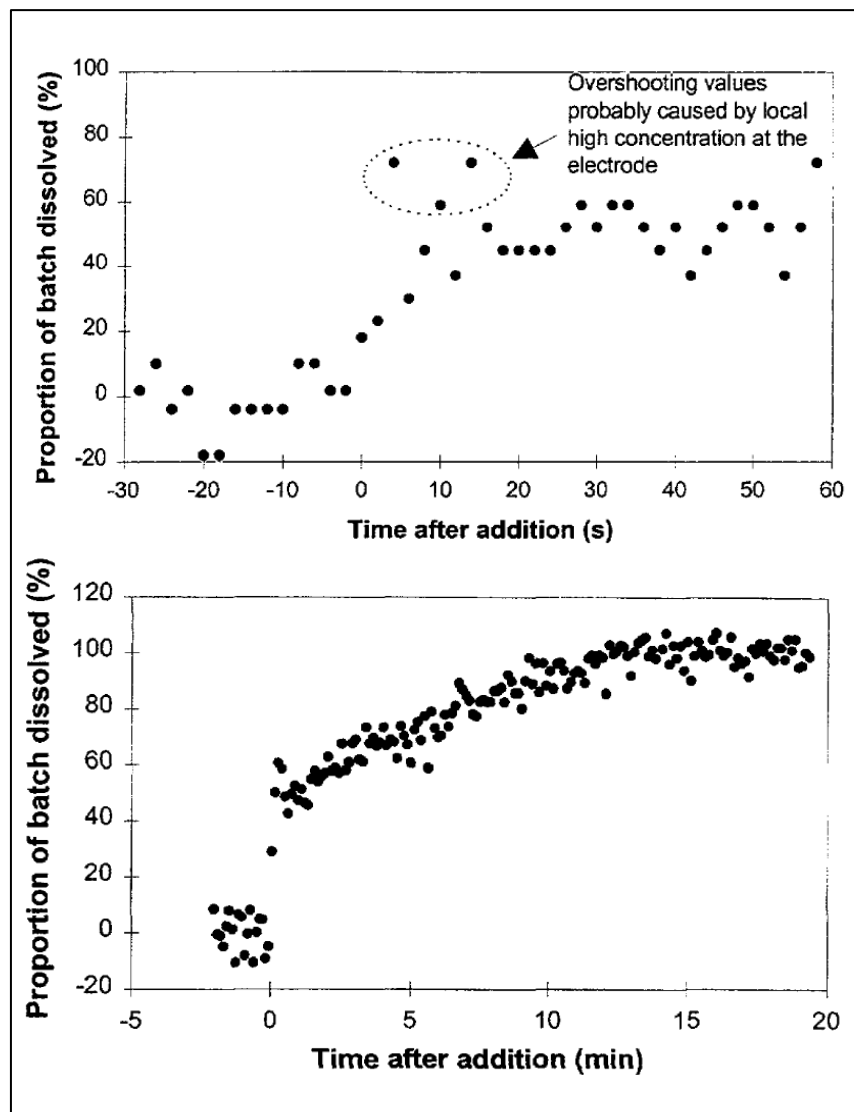 Proportion of batch dissolved (%)
100
80
60
40
20
0
-20
Overshooting values
probably caused by local
high concentration at the
electrode
-30 -20 -10 0 10 20 30 40 50 60
Time after addition (s)
Proportion of batch dissolved (%)
120
100
80
60
40
20
0
-20
-5 0 5 10 15 20
Time after addition (min)